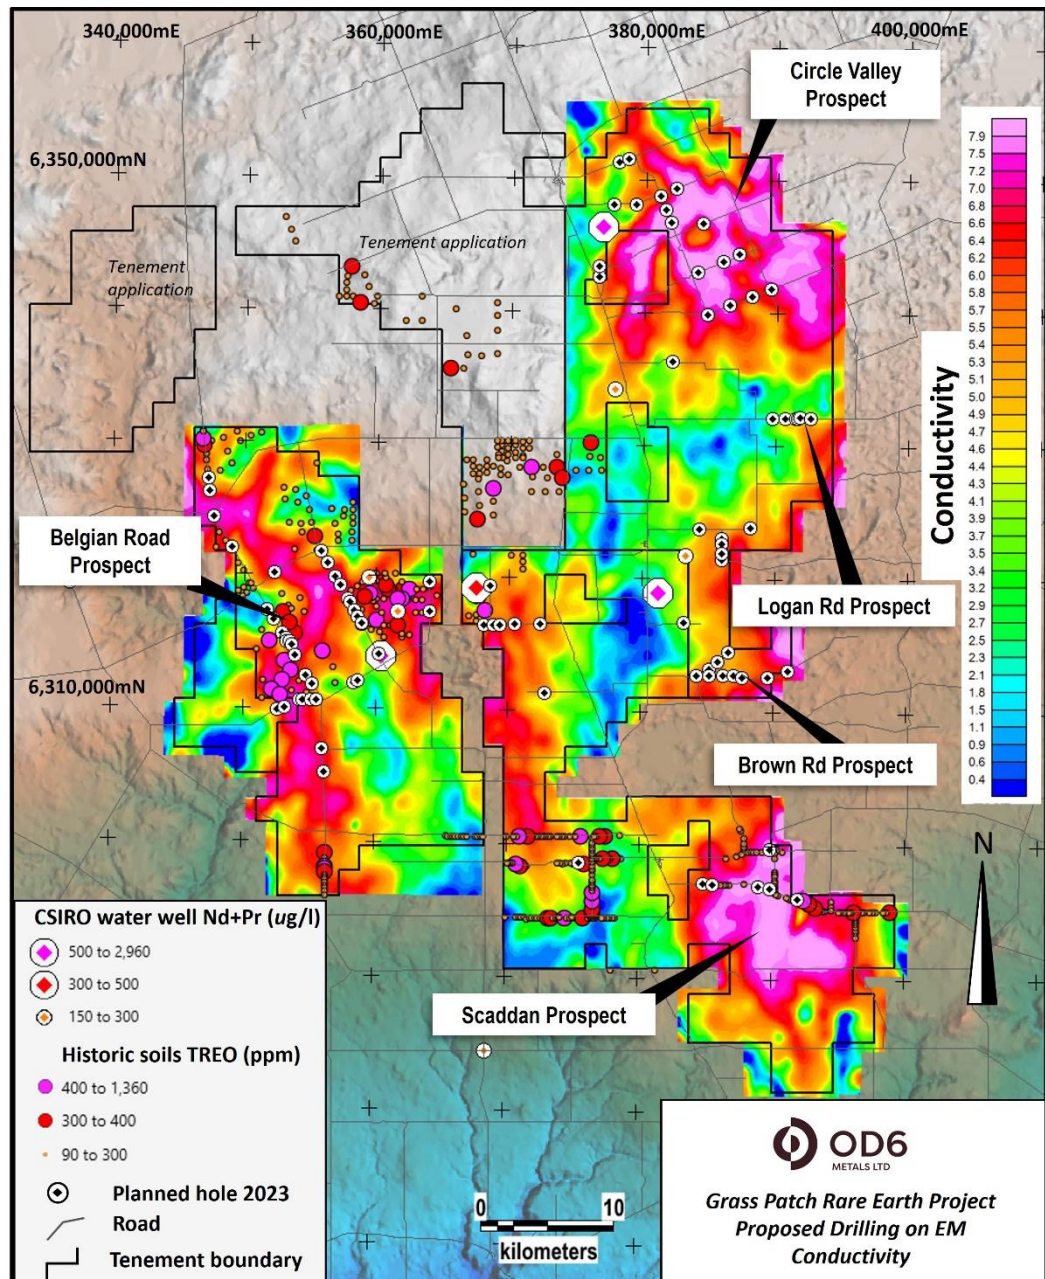 340,000mE
360,000mE
380,000mE
400,000mE
Circle Valley
Prospect
6,350,000mN
Tenement application
Tenement
application
7.9
7.5
7.2
7.0
6.8
6.6
6.4
6.2
6.0
5.8
5.7
5.5
5.4
5.3
5.1
5.0
4.9
4.7
4.6
4.4
4.3
4.1
3.9
3.7
3.5
3.4
3.2
2.9
2.7
2.5
2.3
2.1
1.8
1.5
1.1
0.9
0.6
0.4
Conductivity
Belgian Road
Prospect
Logan Rd Prospect
6,310,000mN
Brown Rd Prospect
N
Scaddan Prospect
CSIRO water well Nd+Pr (ug/l)
500 to 2,960
300 to 500
150 to 300
Historic soils TREO (ppm)
400 to 1,360
300 to 400
90 to 300
Planned hole 2023
Road
Tenement boundary
0 10
kilometers
OD6
METALS LTD
Grass Patch Rare Earth Project
Proposed Drilling on EM
Conductivity